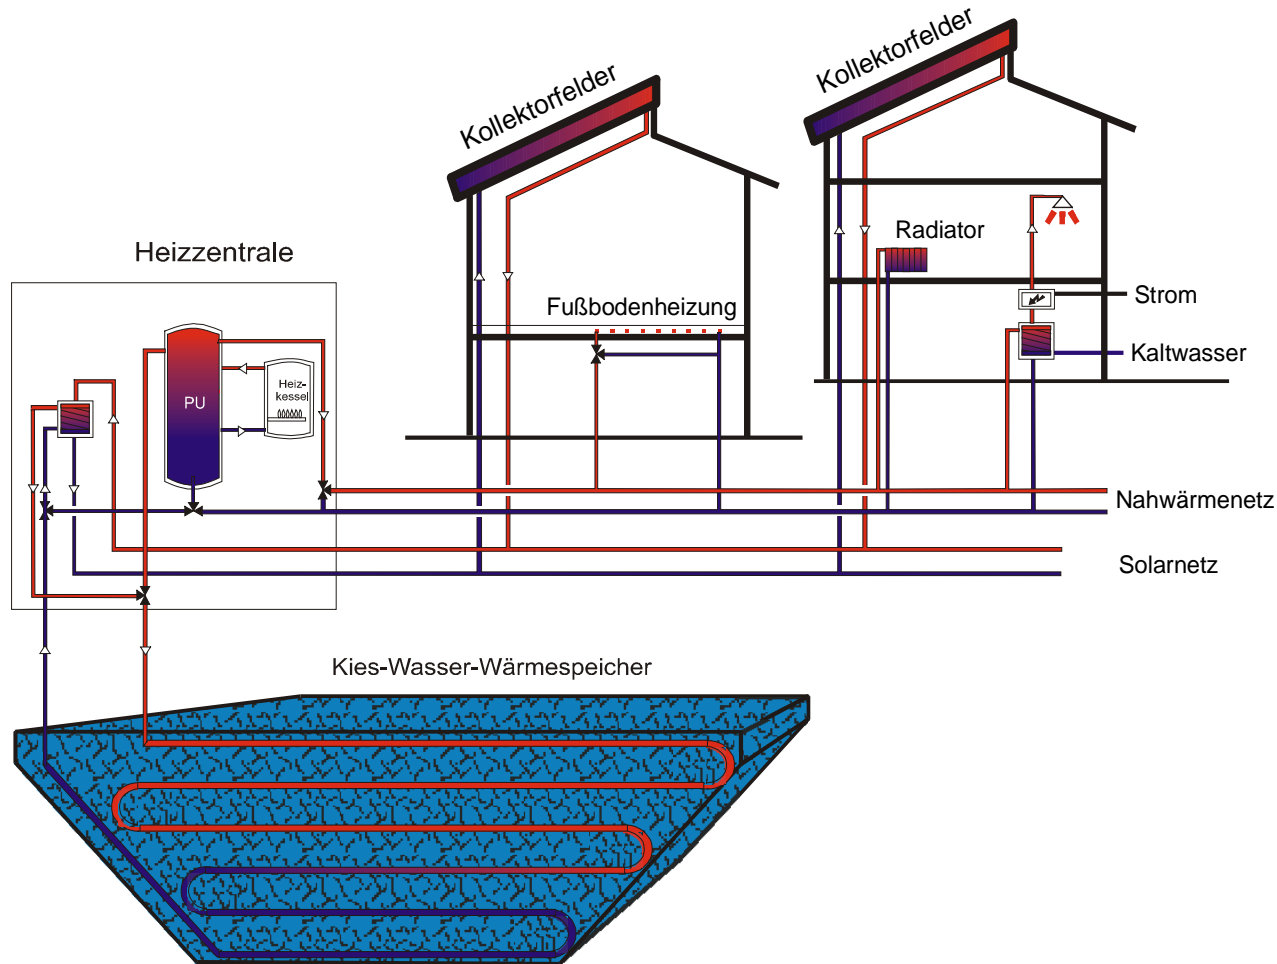 Kollektorfelder
Kollektorfelder
Radiator
Heizzentrale
Fußbodenheizung
Strom
Kaltwasser
Heiz-
kessel
PU
Nahwärmenetz
Solarnetz
Kies-Wasser-Wärmespeicher